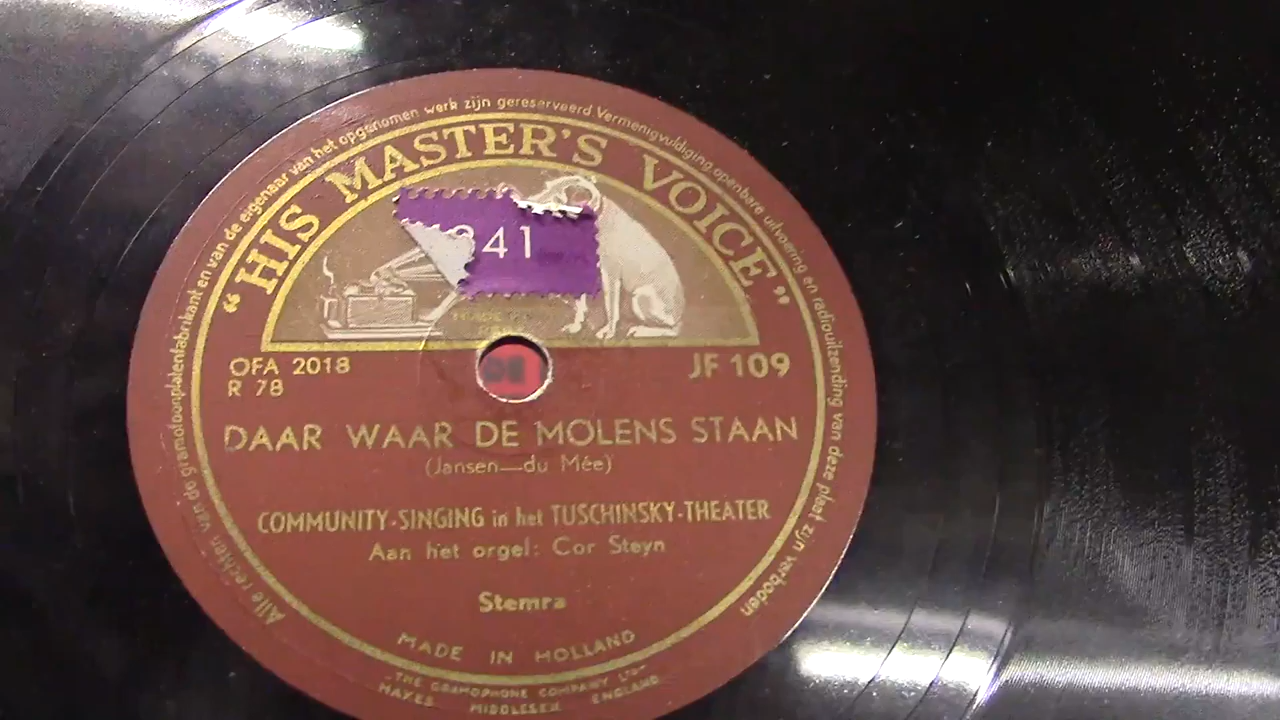 Alle rechten van de gramofoonplatenfabrikant en van de eigenaar van het opgenomen werk zijn gereserveerd Vermenigvuldiging openbare uitvoering en radiouitzending van deze plaat zijn verboden
"HIS MASTER'S VOICE"
241
OFA 2018
R 78
JF 109
DAAR WAAR DE MOLENS STAAN
(Jansen—du Mée)
COMMUNITY-SINGING in het TUSCHINSKY-THEATER
Aan het orgel: Cor Steyn
Stemra
MADE IN HOLLAND
THE GRAMOPHONE COMPANY LTD
HAYES MIDDLESEX ENGLAND